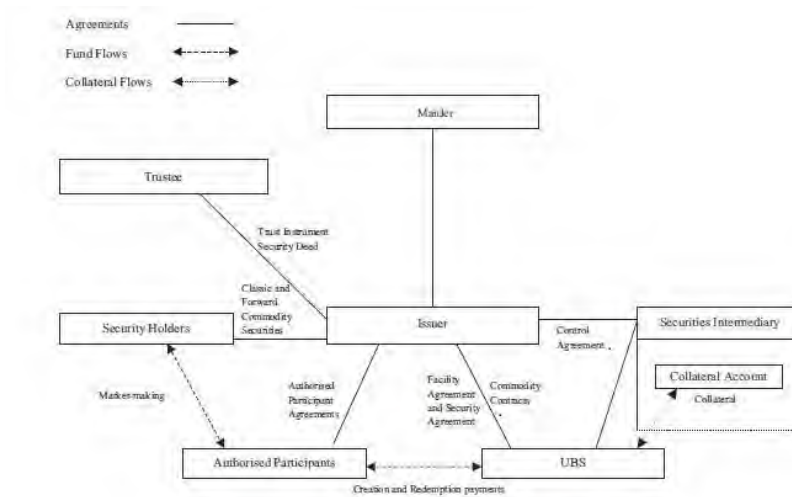 Agreements
Fund Flows
Collateral Flows
Manler
Trustee
Trust Instrument
Security Deed
Classic and
Forward
Commodity
Securities
Security Holders
Issuer
Control
Agreement
Securities Intermediary
Collateral Account
Collateral
Market-making
Authorised
Participant
Agreements
Facility
Agreement
and Security
Agreement
Commodity
Contracts
Authorised Participants
UBS
Creation and Redemption payments